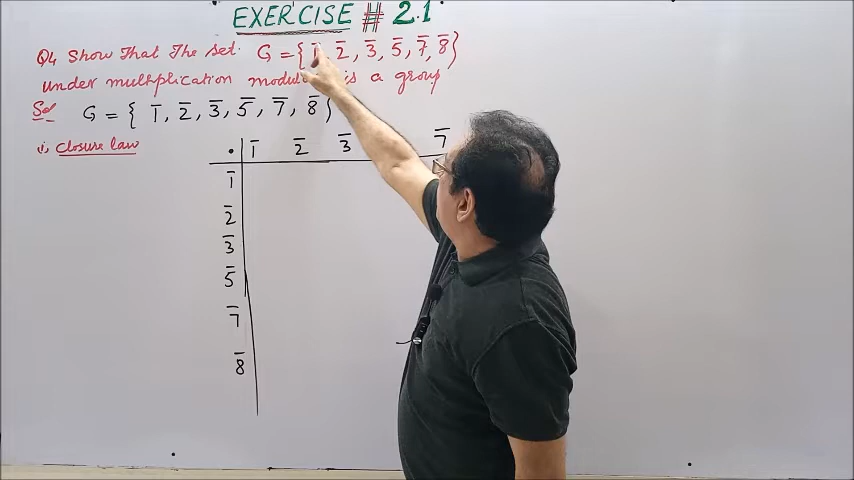 EXERCISE # 2.1
Q4 Show That The set. G = { 1̅, 2̅, 3̅, 5̅, 7̅, 8̅ }
under multiplication modulo is a group
Sol G = { 1̅, 2̅, 3̅, 5̅, 7̅, 8̅ }
i, closure law
. 1̅ 2̅ 3̅ 7̅
1̅
2̅
3̅
5̅
7̅
8̅